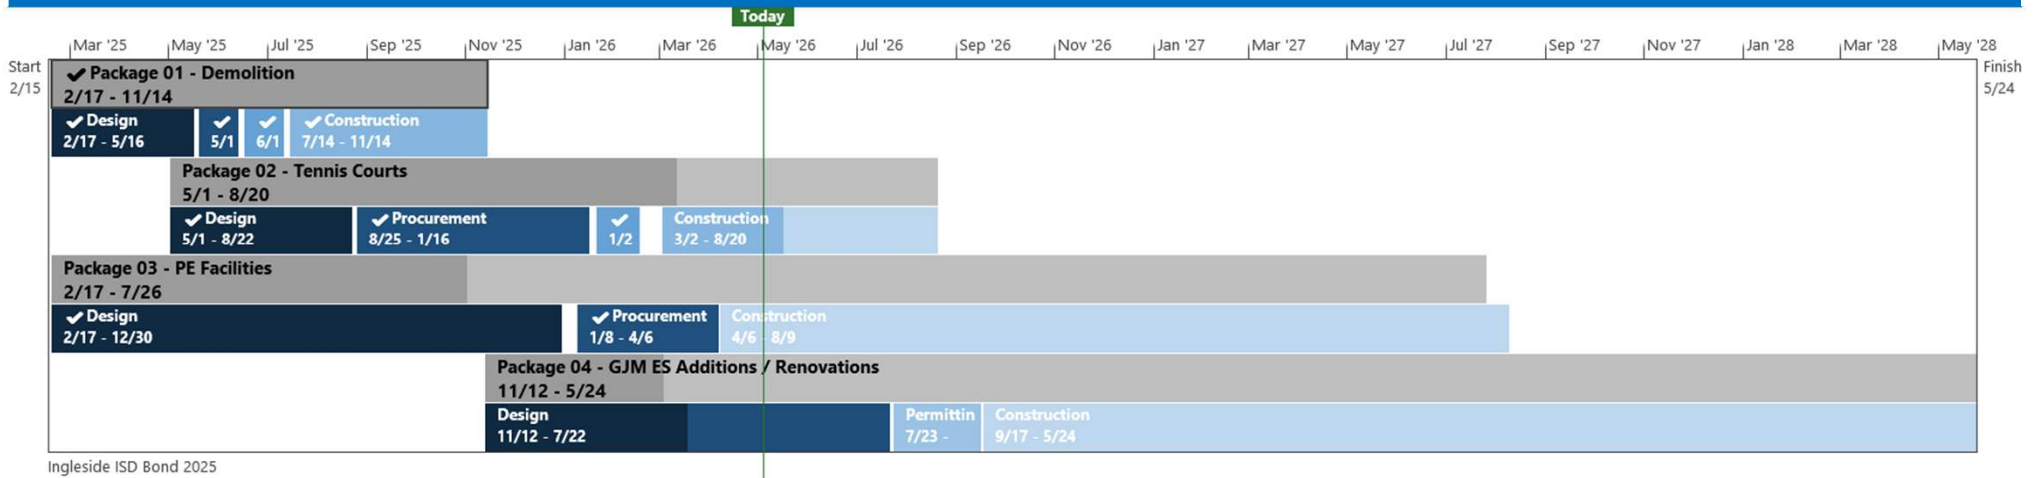 Today
Mar '25 May '25 Jul '25 Sep '25 Nov '25 Jan '26 Mar '26 May '26 Jul '26 Sep '26 Nov '26 Jan '27 Mar '27 May '27 Jul '27 Sep '27 Nov '27 Jan '28 Mar '28 May '28
Start
2/15
Finish
5/24
✔ Package 01 - Demolition
2/17 - 11/14
✔ Design
2/17 - 5/16
✔
5/1
✔
6/1
✔ Construction
7/14 - 11/14
Package 02 - Tennis Courts
5/1 - 8/20
✔ Design
5/1 - 8/22
✔ Procurement
8/25 - 1/16
✔
1/2
Construction
3/2 - 8/20
Package 03 - PE Facilities
2/17 - 7/26
✔ Design
2/17 - 12/30
✔ Procurement
1/8 - 4/6
Construction
4/6 - 8/9
Package 04 - GJM ES Additions / Renovations
11/12 - 5/24
Design
11/12 - 7/22
Permittin
7/23 -
Construction
9/17 - 5/24
Ingleside ISD Bond 2025